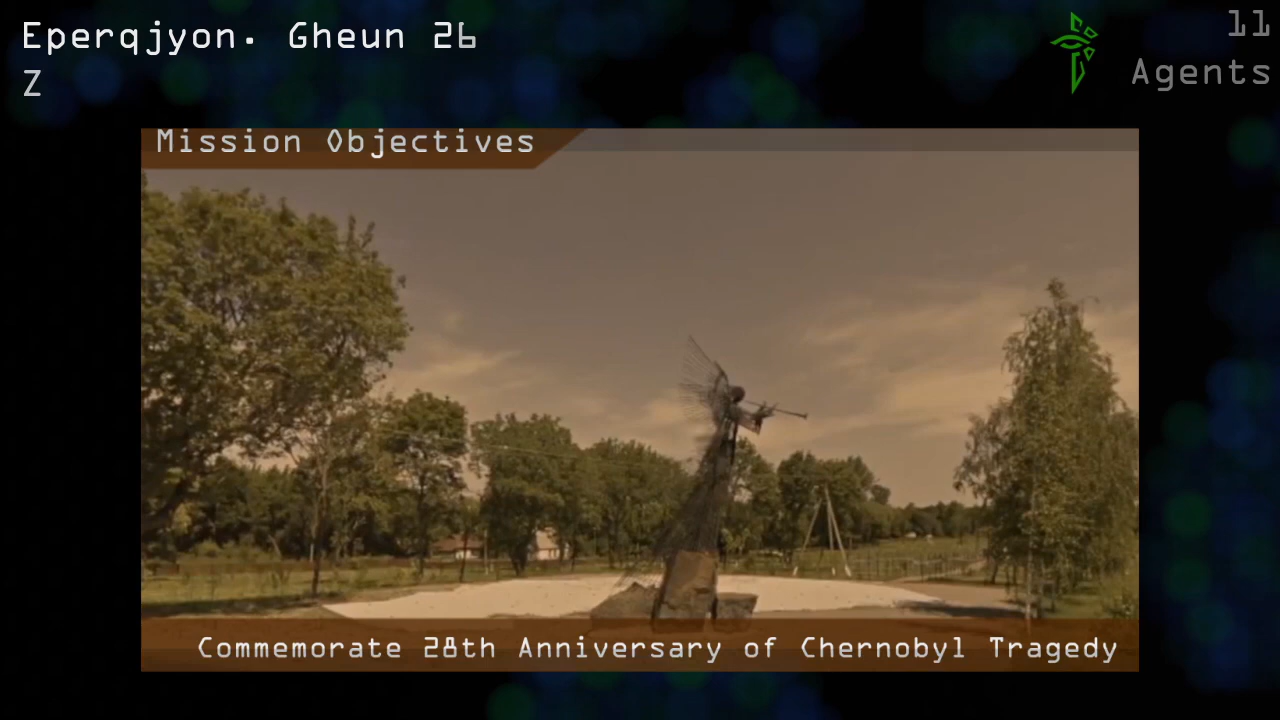 Eperqjyon. Gheun 26
Z
11
Agents
Mission Objectives
Commemorate 28th Anniversary of Chernobyl Tragedy